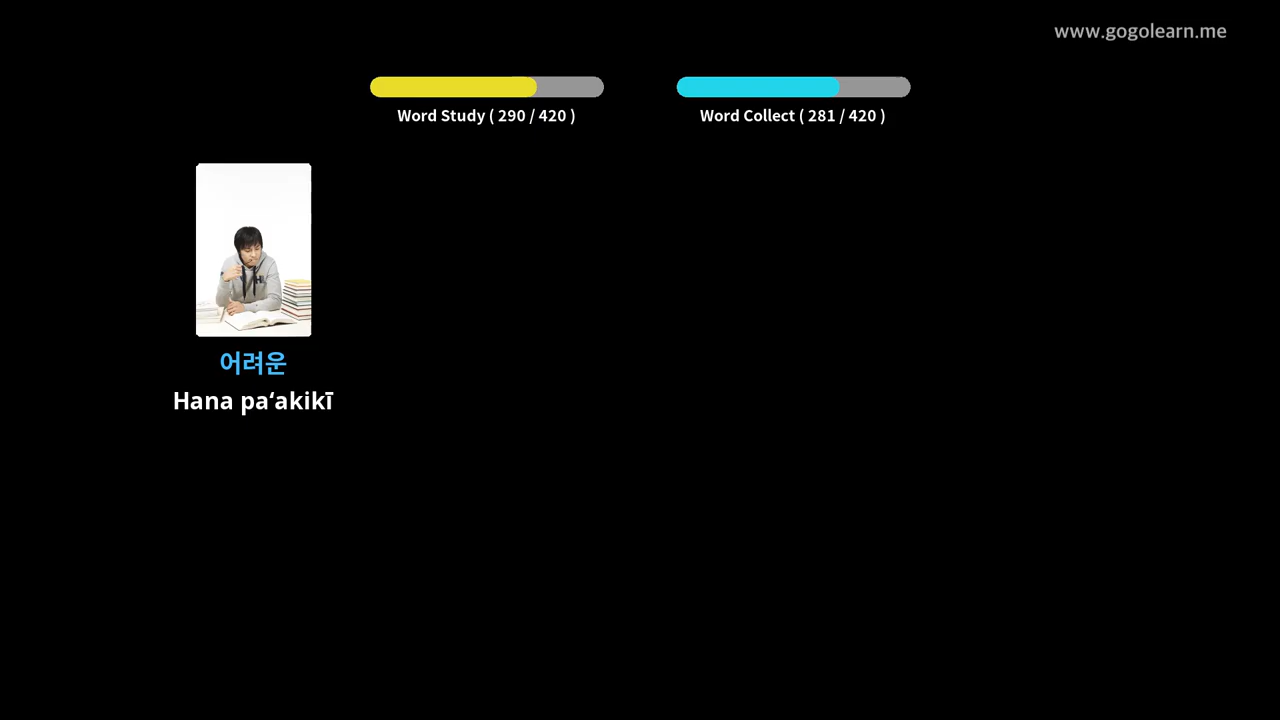 www.gogolearn.me
Word Study ( 290 / 420 )
Word Collect ( 281 / 420 )
어려운
Hana paʻakikī